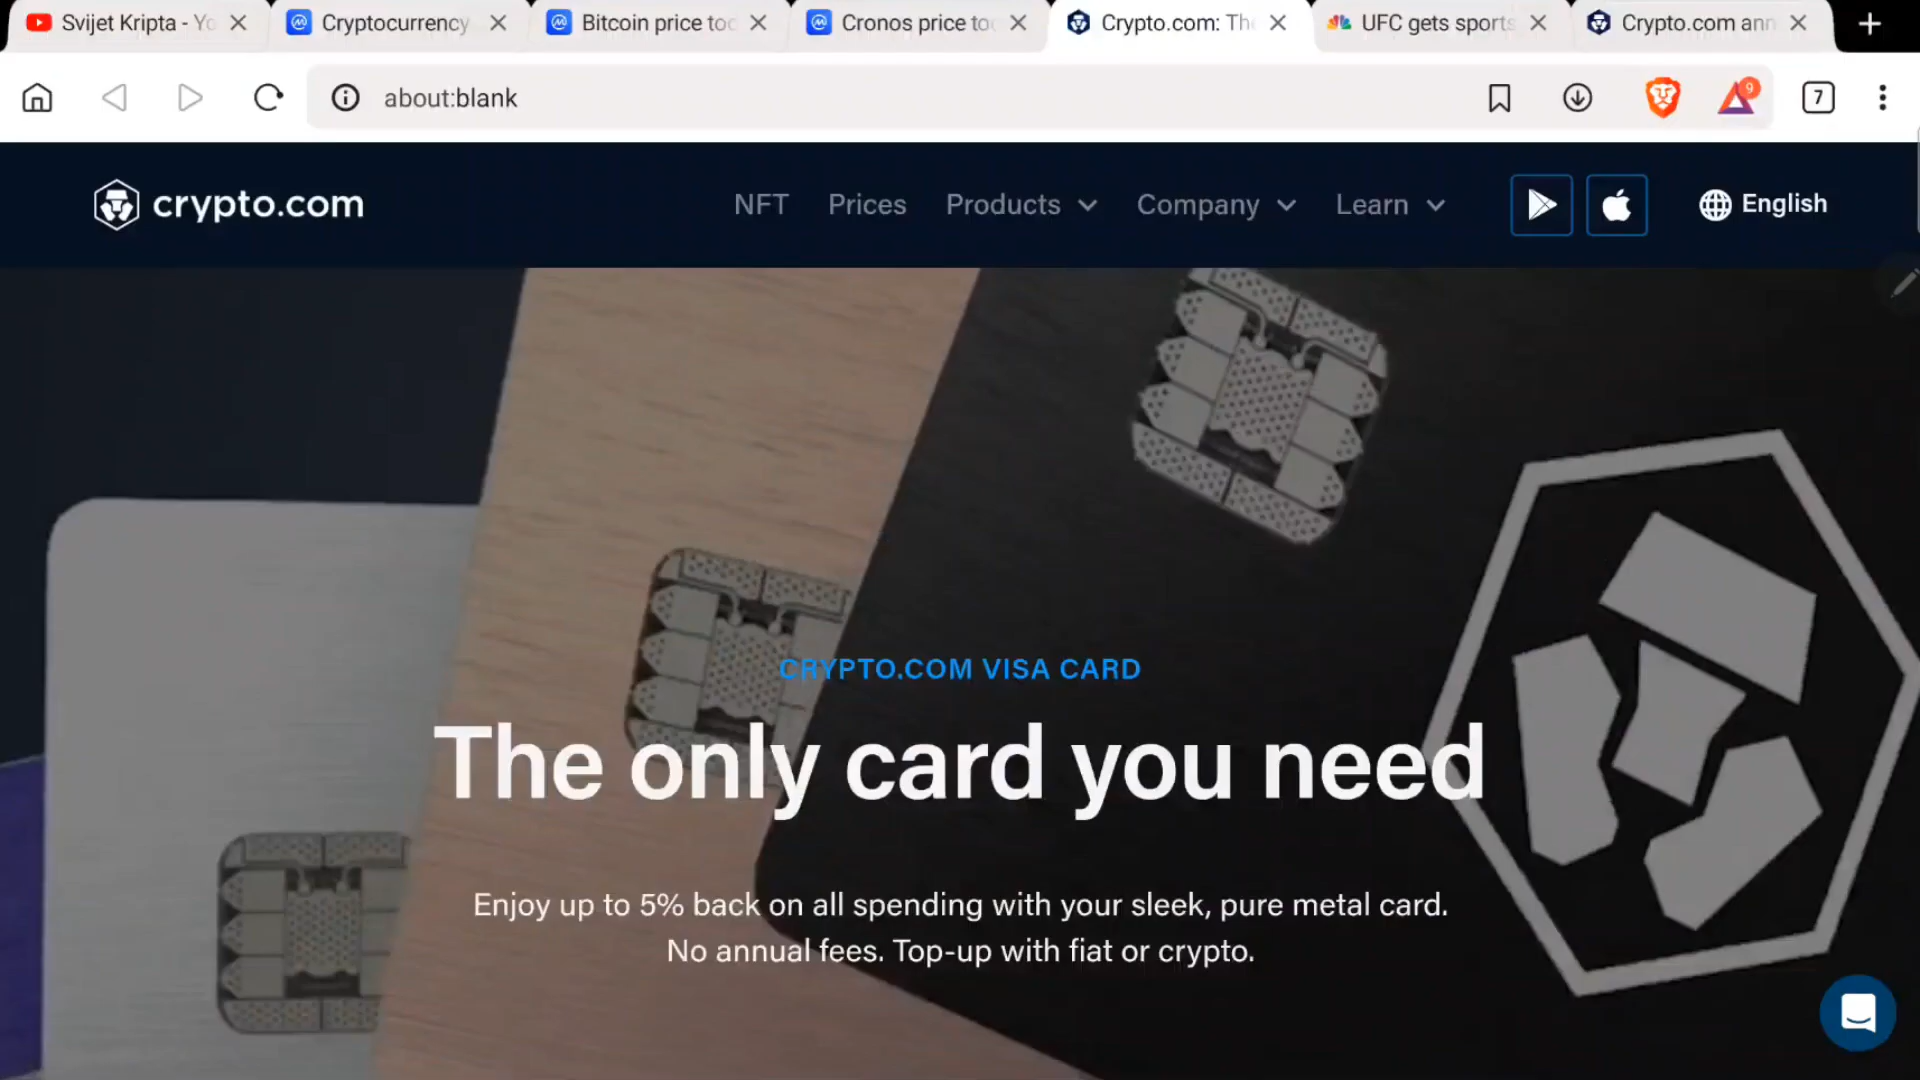 Svijet Kripta - Yo
Cryptocurrency
Bitcoin price too
Cronos price to
Crypto.com: The
UFC gets sports
Crypto.com ann
about:blank
9
7
crypto.com
NFT
Prices
Products
Company
Learn
English
CRYPTO.COM VISA CARD
The only card you need
Enjoy up to 5% back on all spending with your sleek, pure metal card.
No annual fees. Top-up with fiat or crypto.